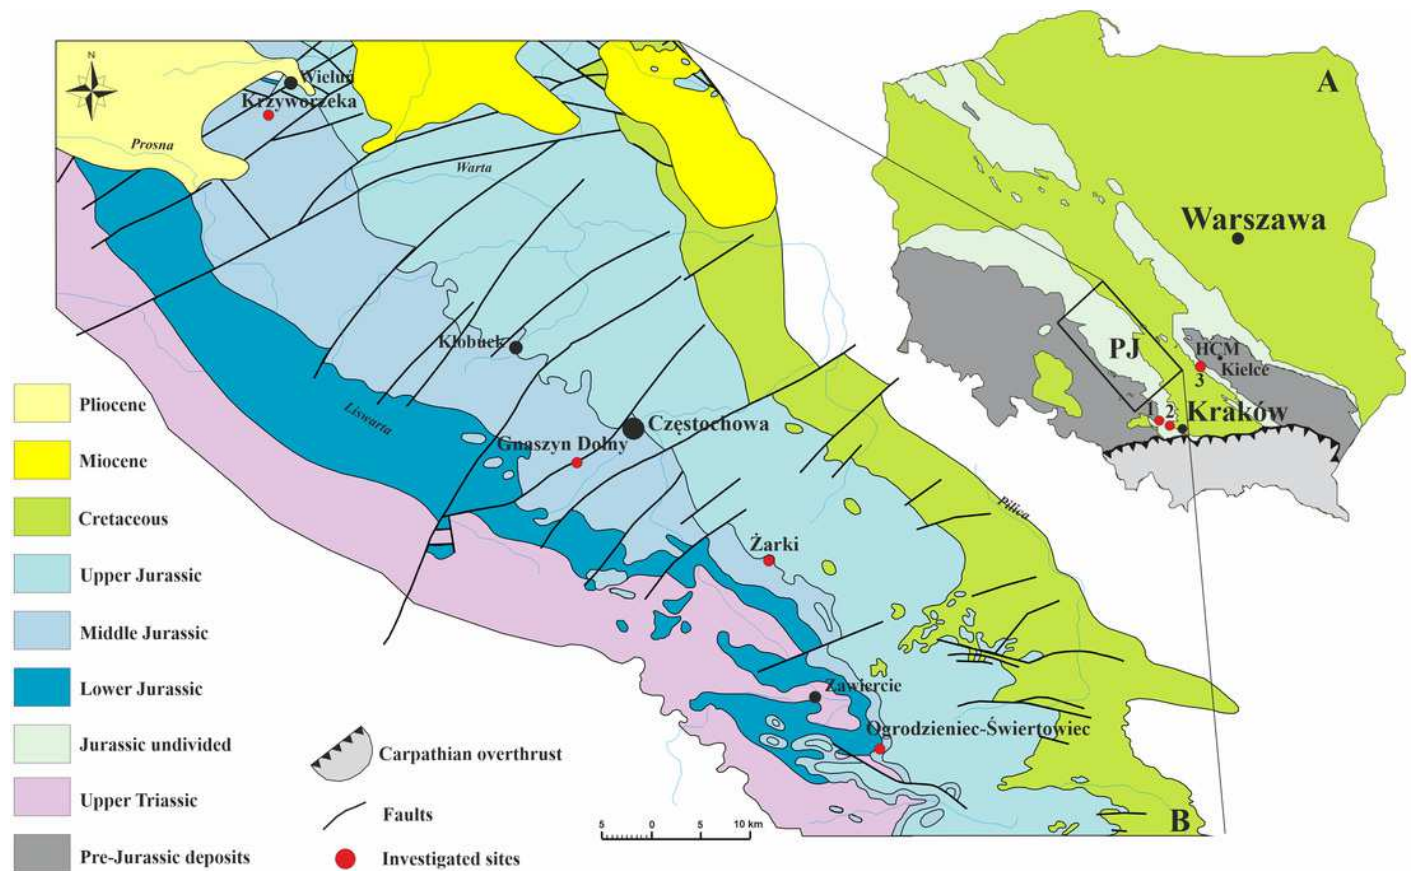 N
Wieluń
Krzyworzeka
Prosna
Warta
Kłobuck
Liswarta
Częstochowa
Gnaszyn Dolny
Pilica
Żarki
Zawiercie
Ogrodzieniec-Świertowiec
B
A
Warszawa
PJ
HCM
Kielce
3
1
2
Kraków
Pliocene
Miocene
Cretaceous
Upper Jurassic
Middle Jurassic
Lower Jurassic
Jurassic undivided
Upper Triassic
Pre-Jurassic deposits
Carpathian overthrust
Faults
Investigated sites
5 0 5 10 km